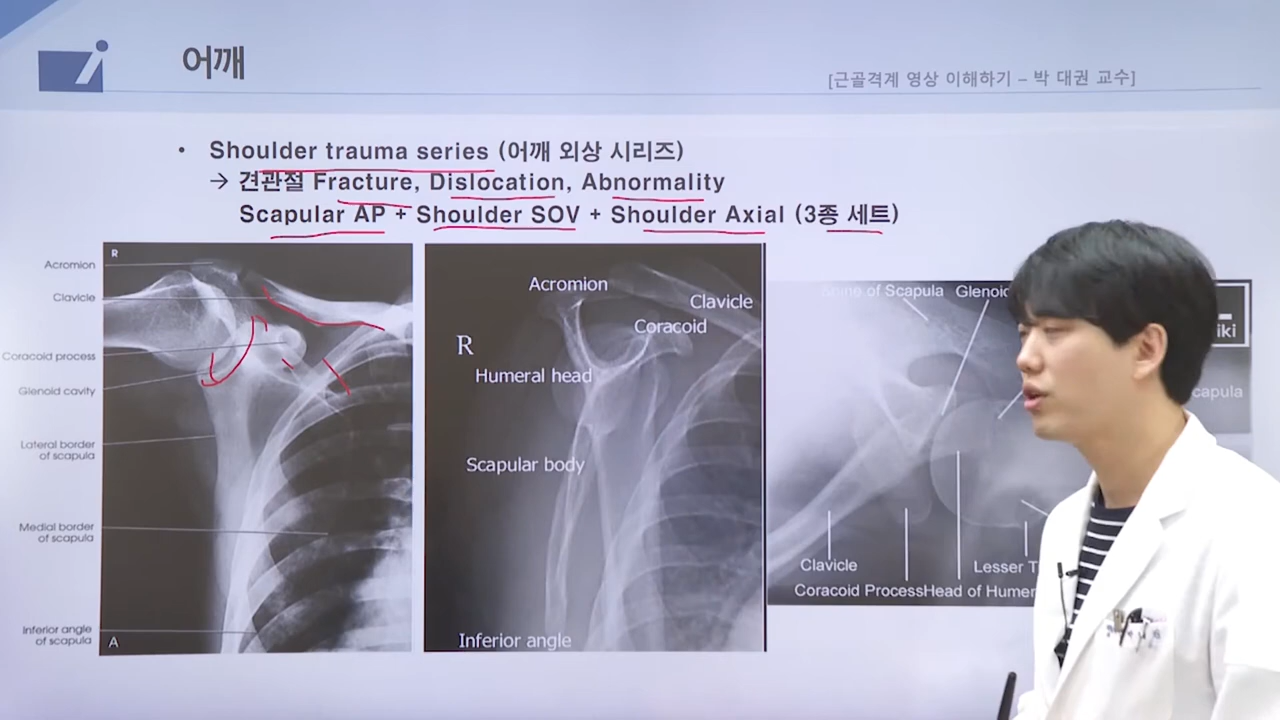 어깨
[근골격계 영상 이해하기 – 박 대권 교수]
• Shoulder trauma series (어깨 외상 시리즈)
→ 견관절 Fracture, Dislocation, Abnormality
Scapular AP + Shoulder SOV + Shoulder Axial (3종 세트)
R
Acromion
Clavicle
Coracoid process
Glenoid cavity
Lateral border
of scapula
Medial border
of scapula
Inferior angle
of scapula
A
Acromion
Clavicle
Coracoid
R
Humeral head
Scapular body
Inferior angle
Spine of Scapula
Clavicle
Coracoid Process
Head of